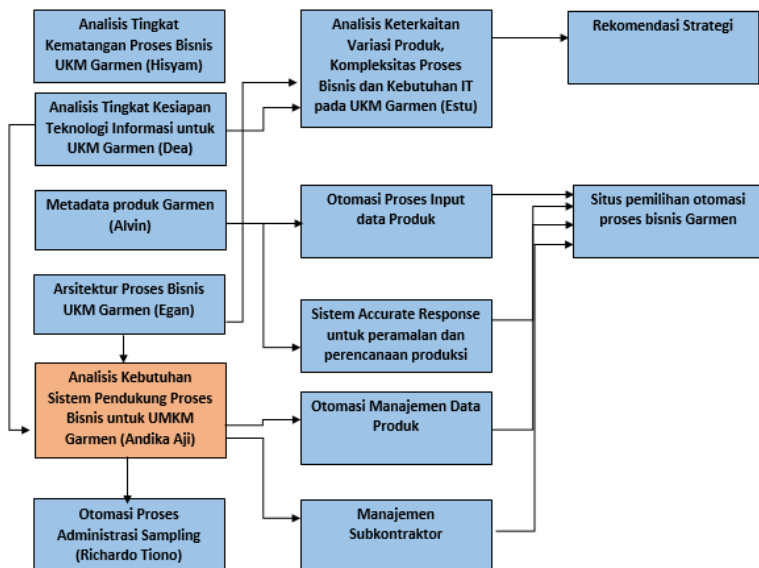 Analisis Tingkat
Kematangan Proses Bisnis
UKM Garmen (Hisyam)
Analisis Keterkaitan
Variasi Produk,
Kompleksitas Proses
Bisnis dan Kebutuhan IT
pada UKM Garmen (Estu)
Rekomendasi Strategi
Analisis Tingkat Kesiapan
Teknologi Informasi untuk
UKM Garmen (Dea)
Metadata produk Garmen
(Alvin)
Otomasi Proses Input
data Produk
Situs pemilihan otomasi
proses bisnis Garmen
Arsitektur Proses Bisnis
UKM Garmen (Egan)
Sistem Accurate Response
untuk peramalan dan
perencanaan produksi
Analisis Kebutuhan
Sistem Pendukung Proses
Bisnis untuk UMKM
Garmen (Andika Aji)
Otomasi Manajemen Data
Produk
Otomasi Proses
Administrasi Sampling
(Richardo Tiono)
Manajemen
Subkontraktor